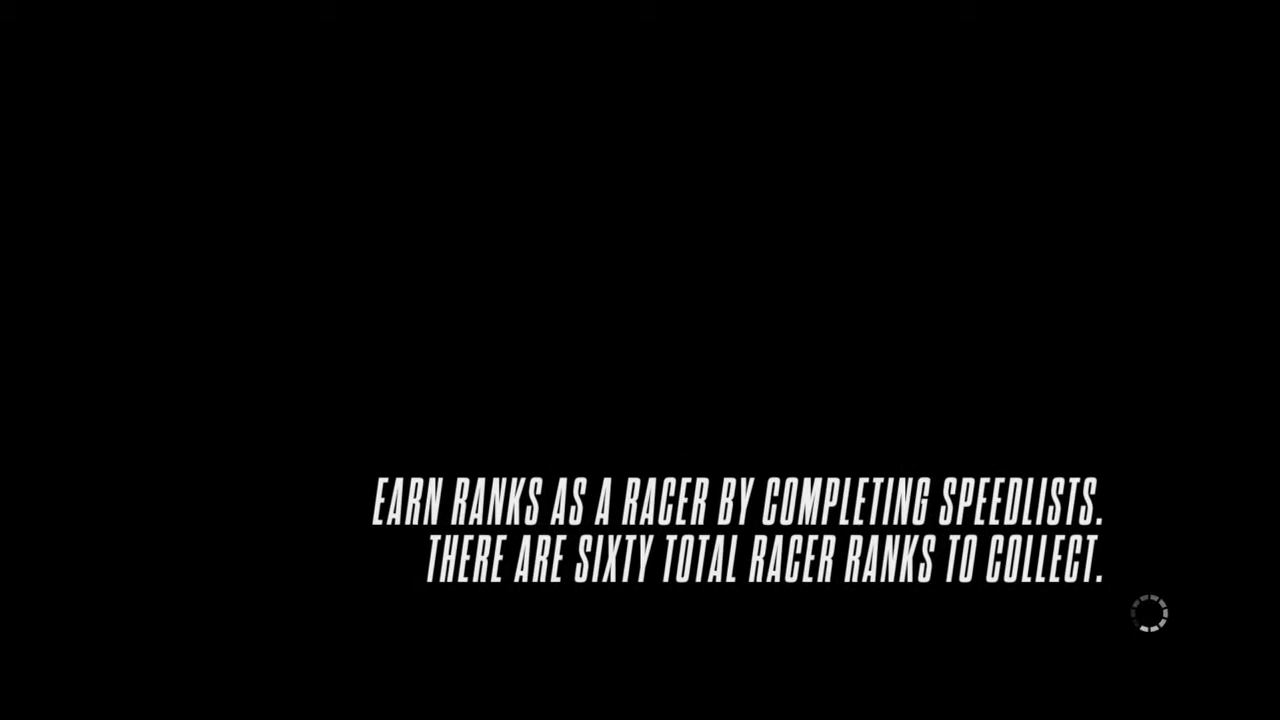 EARN RANKS AS A RACER BY COMPLETING SPEEDLISTS.
THERE ARE SIXTY TOTAL RACER RANKS TO COLLECT.